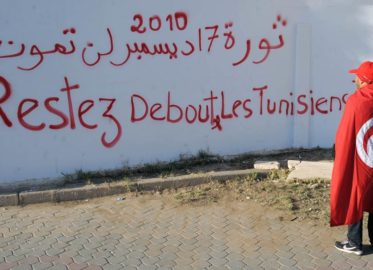 2010
ثورة 17 ديسمبر لن تموت
Restez Debout Les Tunisiens